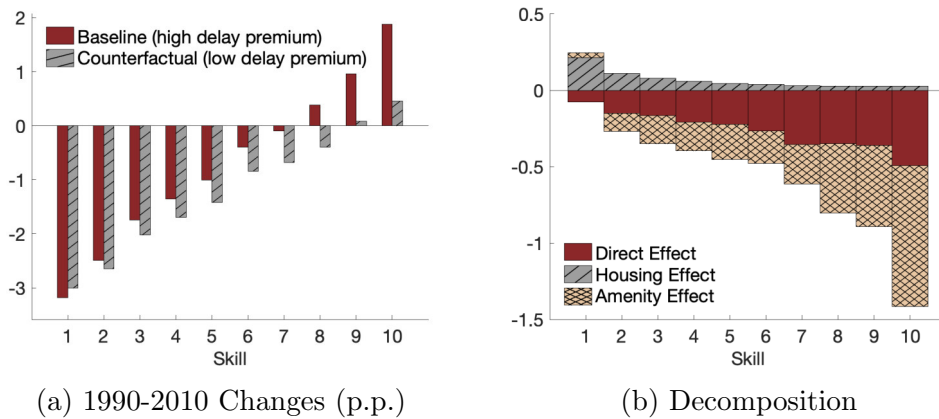 2
1
0
-1
-2
-3
Baseline (high delay premium)
Counterfactual (low delay premium)
1 2 3 4 5 6 7 8 9 10
Skill
(a) 1990-2010 Changes (p.p.)
0.5
0
-0.5
-1
-1.5
Direct Effect
Housing Effect
Amenity Effect
1 2 3 4 5 6 7 8 9 10
Skill
(b) Decomposition